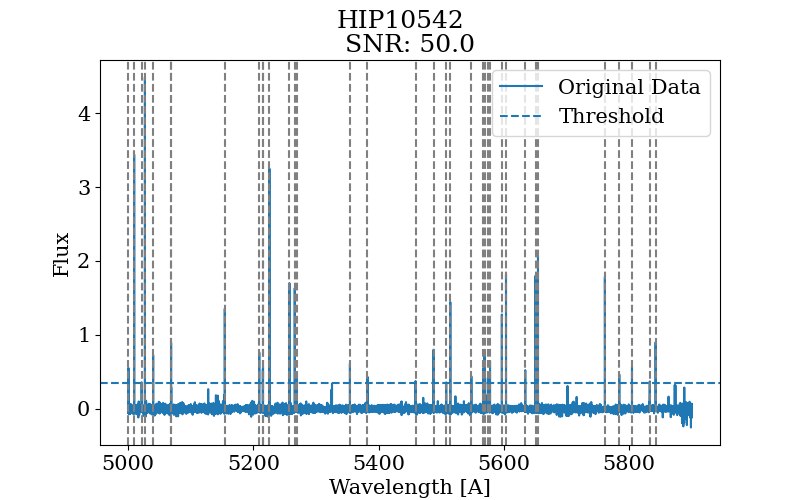 HIP10542
SNR: 50.0
Original Data
Threshold
Flux
4
3
2
1
0
5000 5200 5400 5600 5800
Wavelength [A]